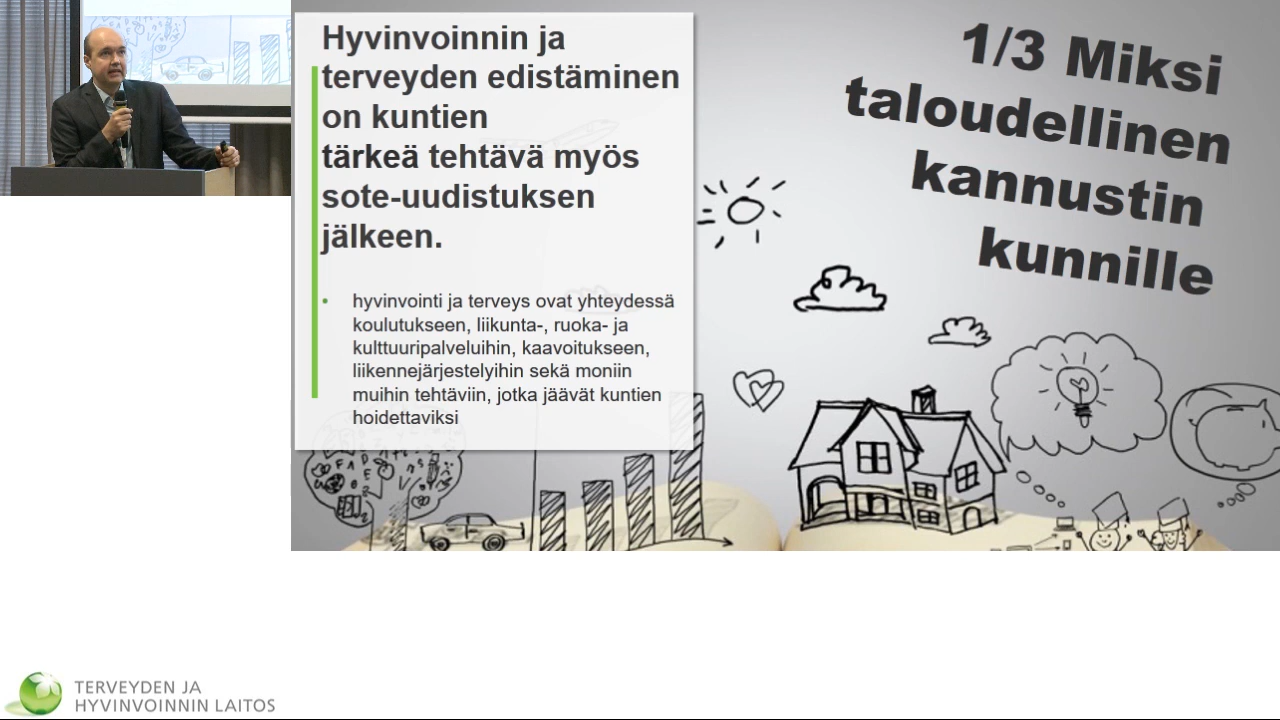 Hyvinvoinnin ja
terveyden edistäminen
on kuntien
tärkeä tehtävä myös
sote-uudistuksen
jälkeen.
• hyvinvointi ja terveys ovat yhteydessä
koulutukseen, liikunta-, ruoka- ja
kulttuuripalveluihin, kaavoitukseen,
liikennejärjestelyihin sekä moniin
muihin tehtäviin, jotka jäävät kuntien
hoidettaviksi
1/3 Miksi
taloudellinen
kannustin
kunnille
TERVEYDEN JA
HYVINVOINNIN LAITOS